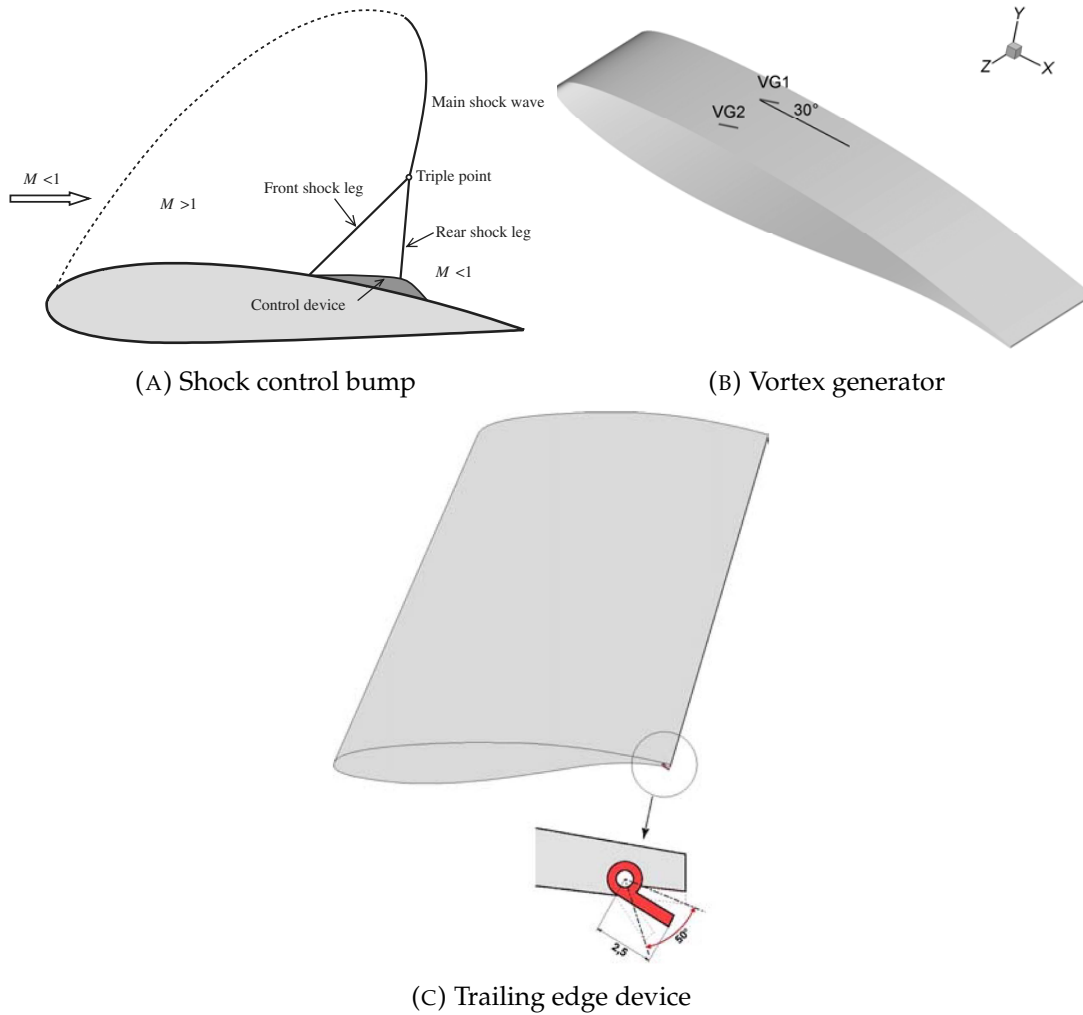 M <1
M >1
Main shock wave
Triple point
Front shock leg
Rear shock leg
M <1
Control device
(A) Shock control bump
Y
Z
X
VG1
30°
VG2
(B) Vortex generator
50°
2,5
(C) Trailing edge device